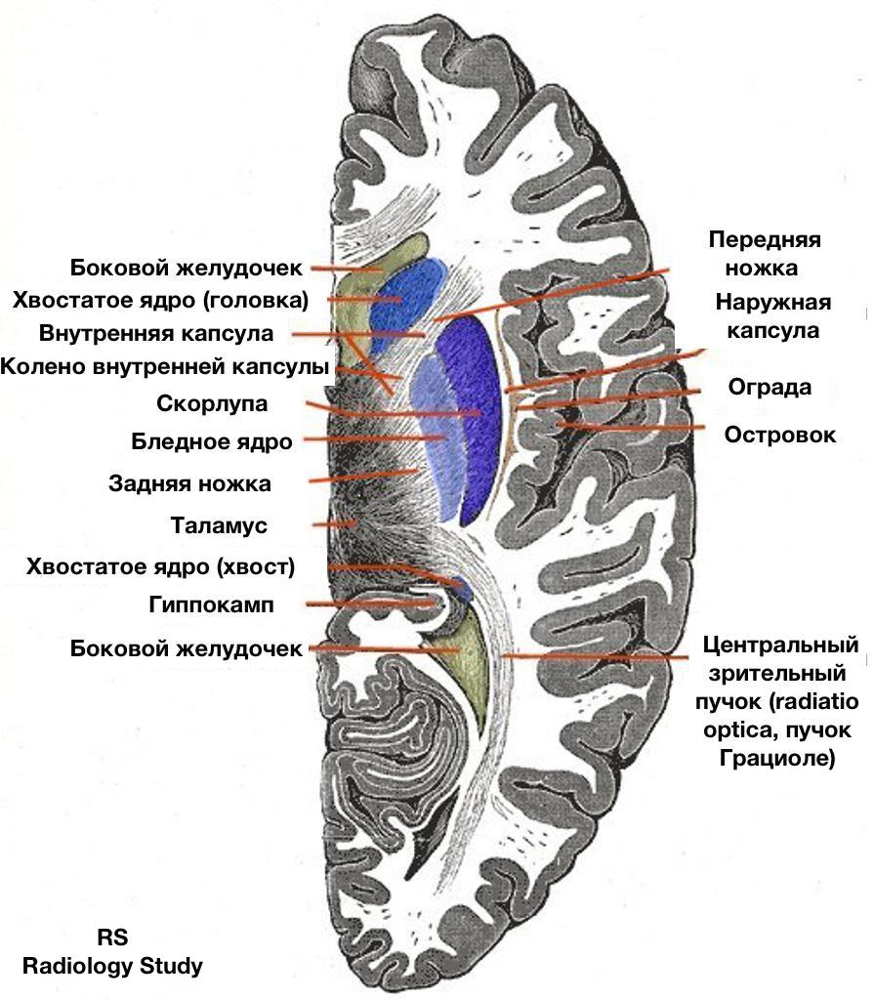 Боковой желудочек
Хвостатое ядро (головка)
Внутренняя капсула
Колено внутренней капсулы
Скорлупа
Бледное ядро
Задняя ножка
Таламус
Хвостатое ядро (хвост)
Гиппокамп
Боковой желудочек
Передняя
ножка
Наружная
капсула
Ограда
Островок
Центральный
зрительный
пучок (radiatio
optica, пучок
Грациоле)
RS
Radiology Study